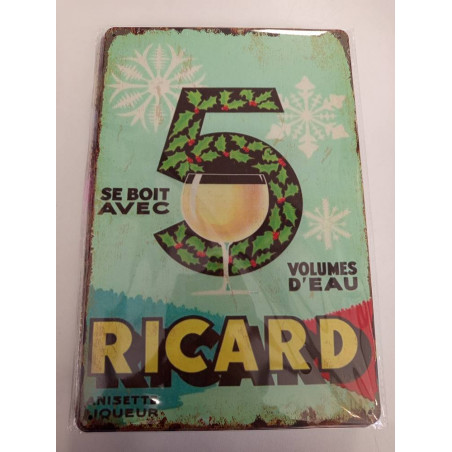 5
SE BOIT
AVEC
VOLUMES
D'EAU
RICARD
ANISETTE
LIQUEUR